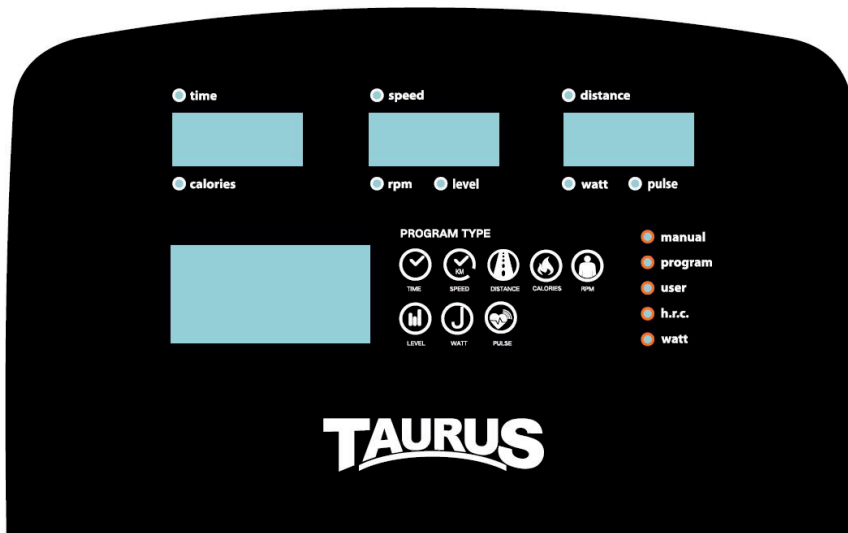 time speed distance
calories rpm level watt pulse
PROGRAM TYPE
TIME SPEED DISTANCE CALORIES RPM
KM
LEVEL WATT PULSE
manual
program
user
h.r.c.
watt
TAURUS